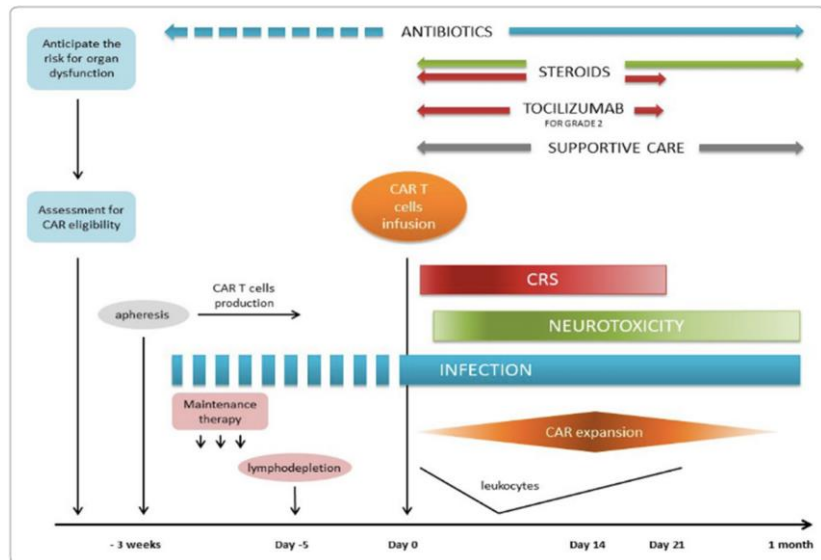 Anticipate the
risk for organ
dysfunction
ANTIBIOTICS
STEROIDS
TOCILIZUMAB
FOR GRADE 2
SUPPORTIVE CARE
Assessment for
CAR eligibility
CAR T
cells
infusion
CAR T cells
production
apheresis
CRS
NEUROTOXICITY
INFECTION
Maintenance
therapy
CAR expansion
lymphodepletion
leukocytes
- 3 weeks
Day -5
Day 0
Day 14
Day 21
1 month